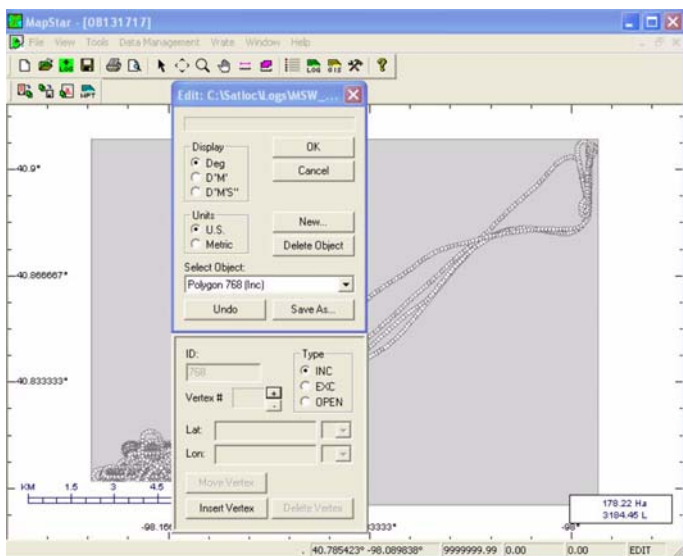 MapStar - [08131717]
File View Tools Data Management Vrate Window Help
LOG GIS ?
MPT
Edit: C:\Satloc\Logs\MSW_...
Display
Deg
D°M'
D°M'S"
OK
Cancel
Units
U.S.
Metric
New...
Delete Object
Select Object:
Polygon 768 (Inc)
Undo
Save As...
ID:
768
Type
INC
EXC
OPEN
Vertex #
+
-
Lat:
Lon:
Move Vertex
Insert Vertex
Delete Vertex
40.9°
40.866667°
40.833333°
KM 1.5 3 4.5
178.22 Ha
3184.45 L
-98.16
3333°
-98°
40.785423° -98.089838° 9999999.99 0.00 0.00 EDIT